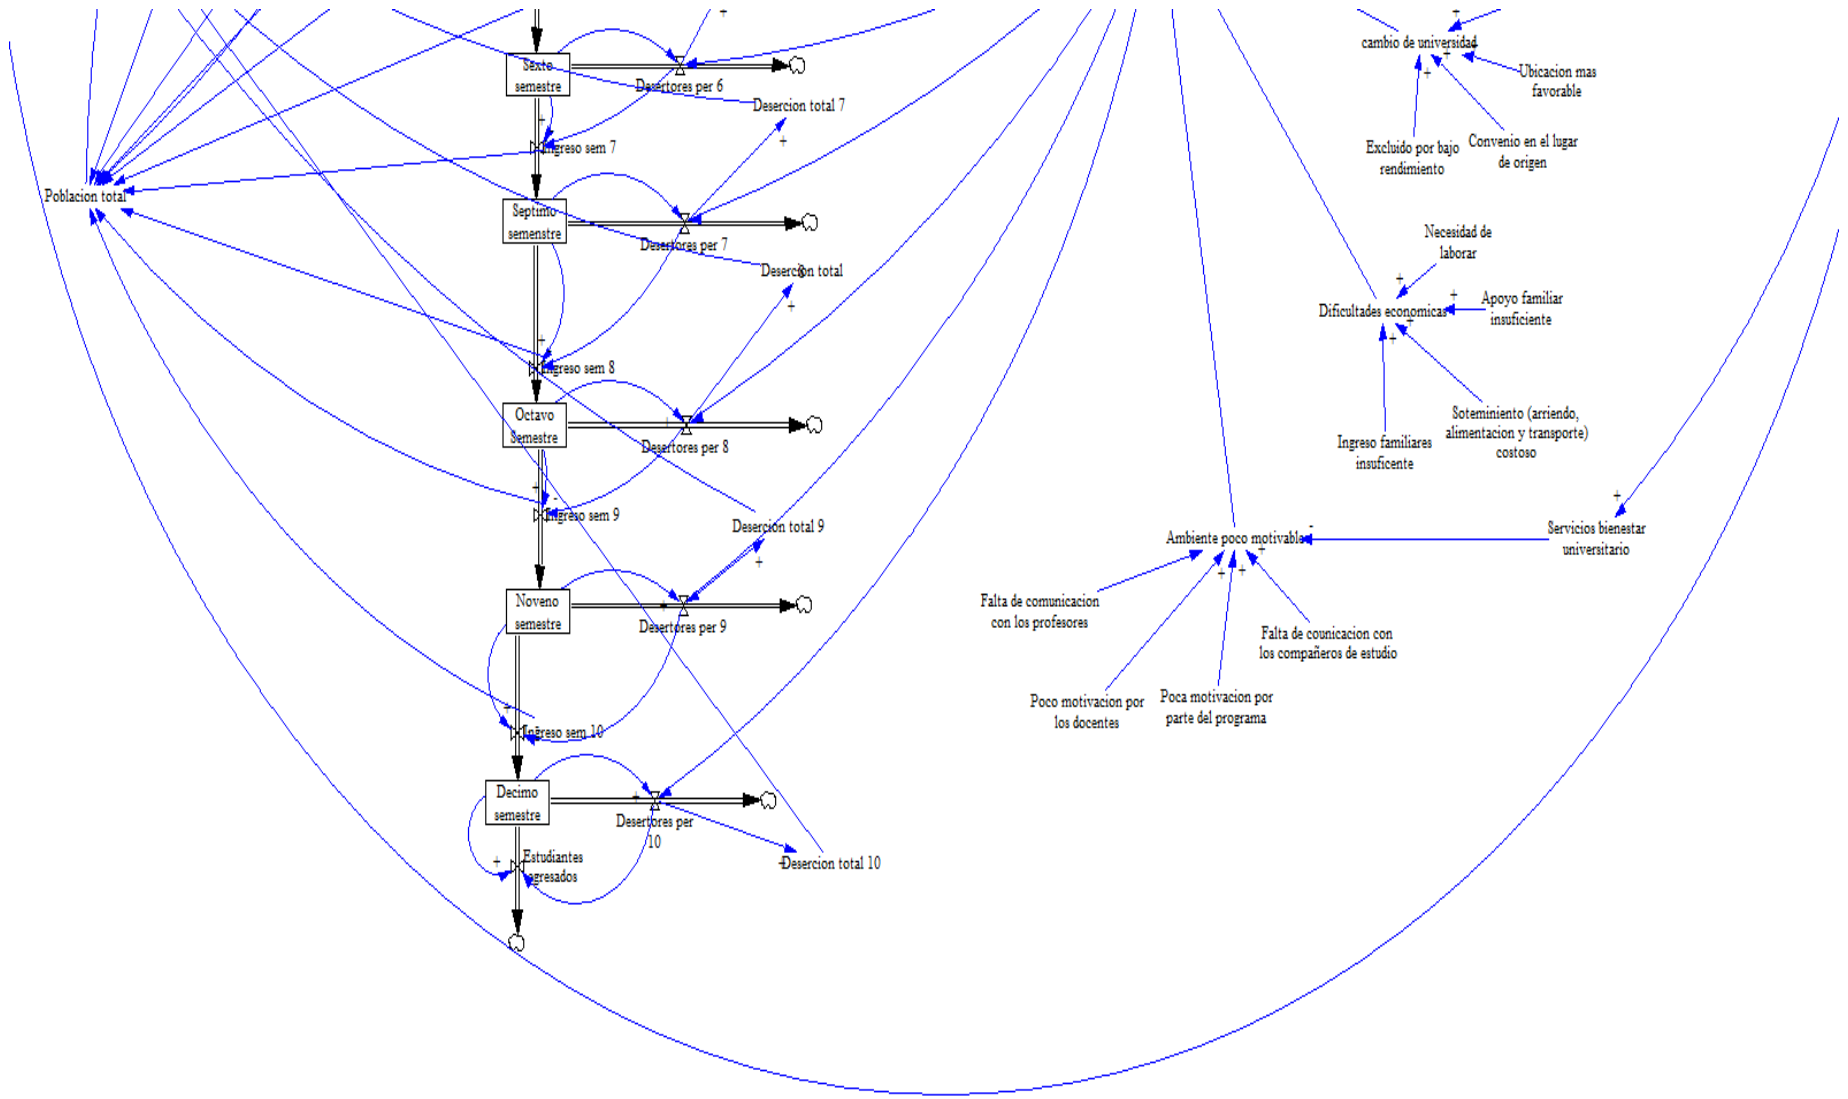 cambio de universidad
Ubicacion mas
favorable
Excluido por bajo
rendimiento
Convenio en el lugar
de origen
Sexto
semestre
Desertores per 6
Desercion total 7
Ingreso sem 7
Poblacion total
Septimo
semenstre
Desertores per 7
Desercion total
8
Necesidad de
laborar
Dificultades economicas
Apoyo familiar
insuficiente
Ingreso sem 8
Octavo
Semestre
Desertores per 8
Soteminiento (arriendo,
alimentacion y transporte)
costoso
Ingreso familiares
insuficente
Ingreso sem 9
Desercion total 9
Ambiente poco motivable
Servicios bienestar
universitario
Noveno
semestre
Desertores per 9
Falta de comunicacion
con los profesores
Falta de counicacion con
los compañeros de estudio
Poco motivacion por
los docentes
Poca motivacion por
parte del programa
Ingreso sem 10
Decimo
semestre
Desertores per
10
Desercion total 10
Estudiantes
egresados